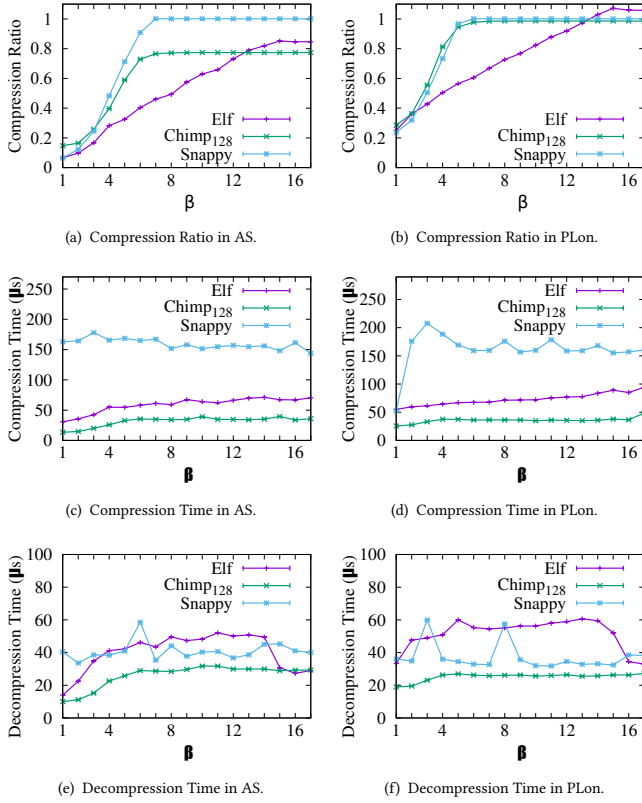 Compression Ratio
1
0.8
0.6
0.4
0.2
0
Elf
Chimp128
Snappy
1 4 8 12 16
β
(a) Compression Ratio in AS.
Compression Ratio
1
0.8
0.6
0.4
0.2
0
Elf
Chimp128
Snappy
1 4 8 12 16
β
(b) Compression Ratio in PLon.
Compression Time (μs)
250
200
150
100
50
0
Elf
Chimp128
Snappy
1 4 8 12 16
β
(c) Compression Time in AS.
Compression Time (μs)
250
200
150
100
50
0
Elf
Chimp128
Snappy
1 4 8 12 16
β
(d) Compression Time in PLon.
Decompression Time (μs)
100
80
60
40
20
0
Elf
Chimp128
Snappy
1 4 8 12 16
β
(e) Decompression Time in AS.
Decompression Time (μs)
100
80
60
40
20
0
Elf
Chimp128
Snappy
1 4 8 12 16
β
(f) Decompression Time in PLon.